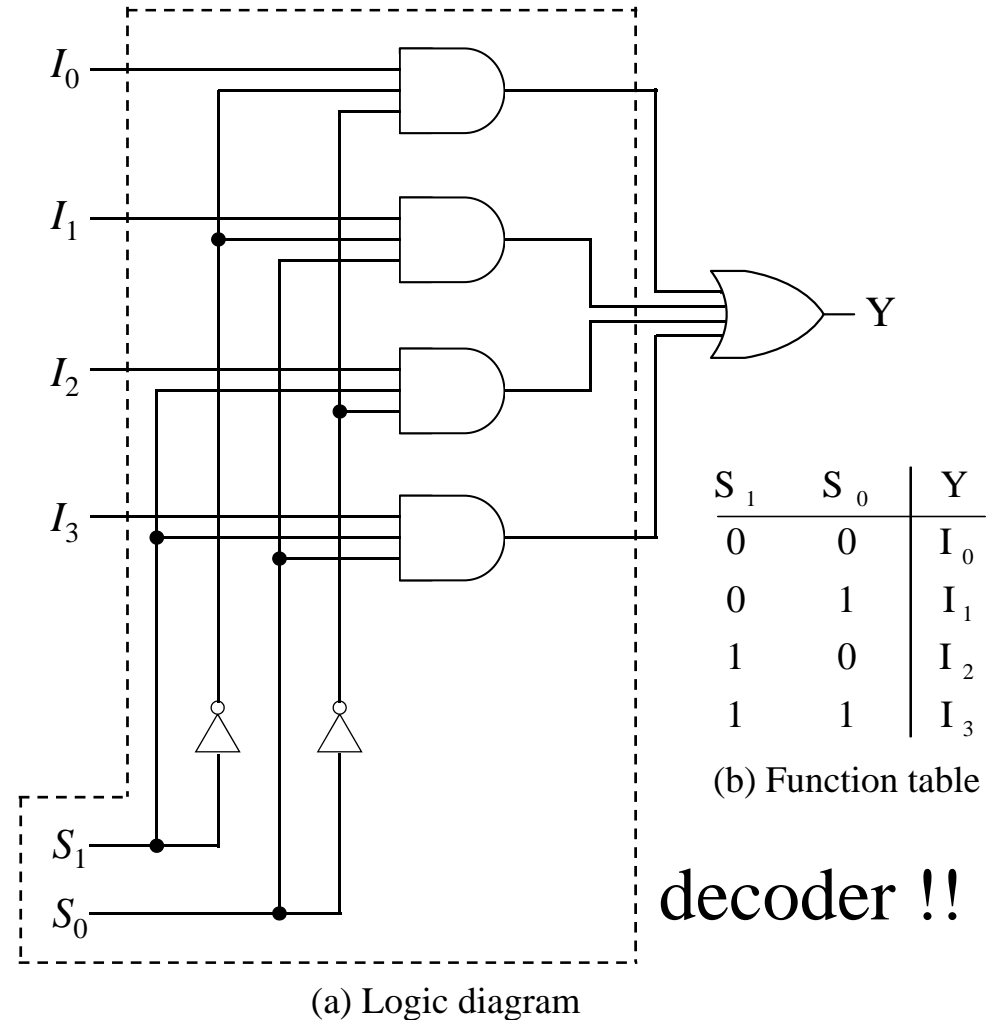 I0
I1
I2
I3
Y
S1 S0 Y
0 0 I0
0 1 I1
1 0 I2
1 1 I3
(b) Function table
S1
S0
decoder !!
(a) Logic diagram